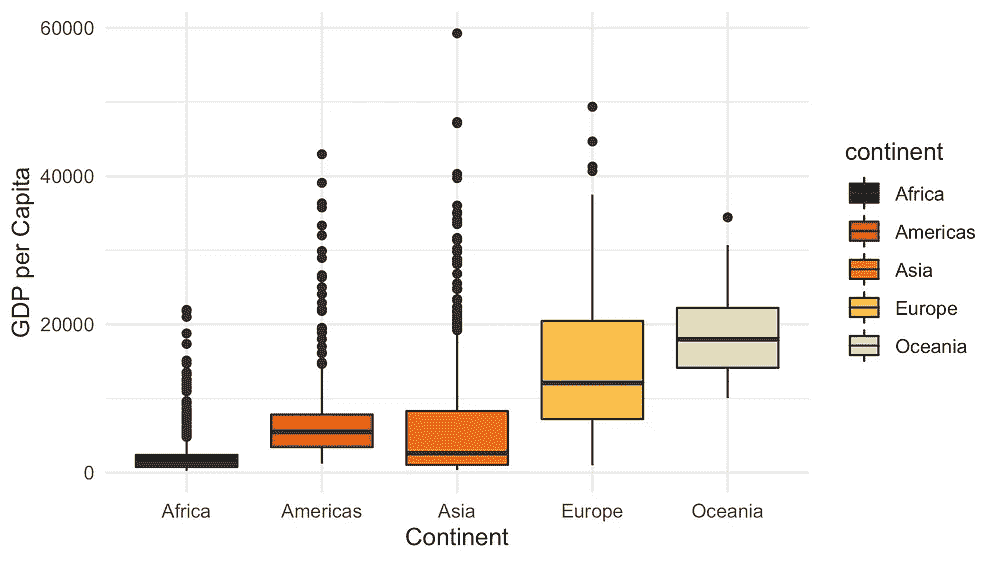 60000
40000
20000
0
GDP per Capita
Africa
Americas
Asia
Europe
Oceania
Continent
continent
Africa
Americas
Asia
Europe
Oceania